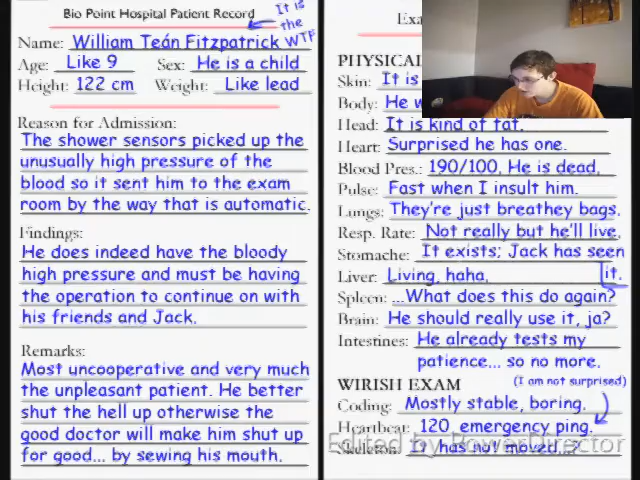 Bio Point Hospital Patient Record
It is
the
WTF
Name: William Teán Fitzpatrick
Age: Like 9 Sex: He is a child
Height: 122 cm Weight: Like lead
Reason for Admission:
The shower sensors picked up the
unusually high pressure of the
blood so it sent him to the exam
room by the way that is automatic.
Findings:
He does indeed have the bloody
high pressure and must be having
the operation to continue on with
his friends and Jack.
Remarks:
Most uncooperative and very much
the unpleasant patient. He better
shut the hell up otherwise the
good doctor will make him shut up
for good... by sewing his mouth.
PHYSICAL
Skin: It is
Body: He
Head: It is kind of fat.
Heart: Surprised he has one.
Blood Pres.: 190/100, He is dead,
Pulse: Fast when I insult him.
Lungs: They're just breathey bags.
Resp. Rate: Not really but he'll live.
Stomache: It exists; Jack has seen
it.
Liver: Living, haha,
Spleen: ...What does this do again?
Brain: He should really use it, ja?
Intestines: He already tests my
patience... so no more.
WIRISH EXAM (I am not surprised)
Coding: Mostly stable, boring.
Heartbeat: 120 emergency ping.
Skeleton: It has not moved...?
Edited by PowerDirector